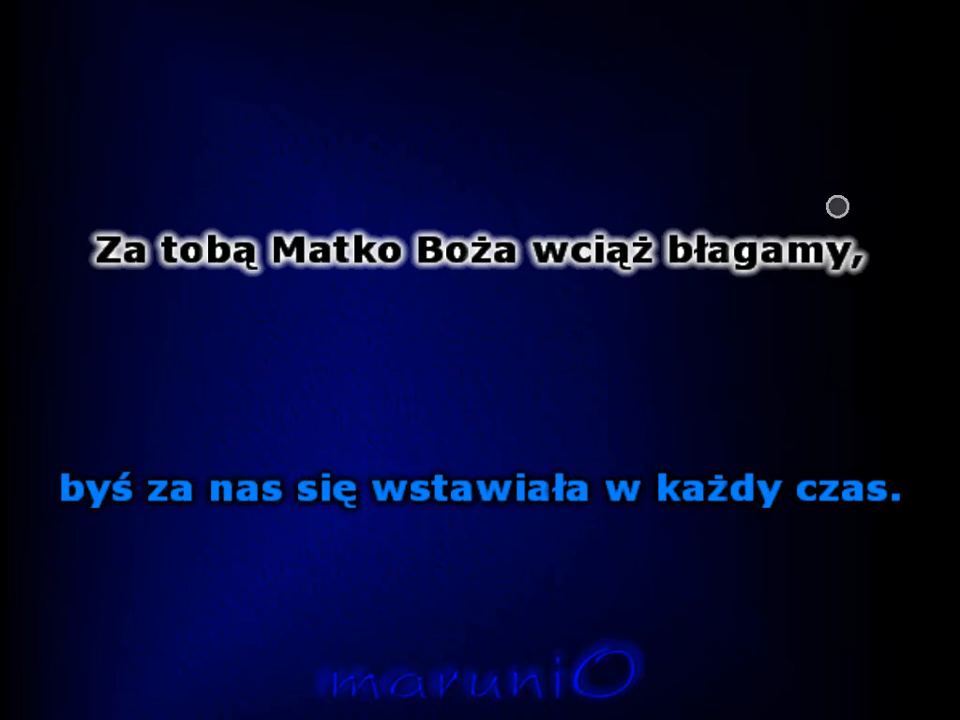 Za tobą Matko Boża wciąż błagamy,
byś za nas się wstawiała w każdy czas.
maruniO